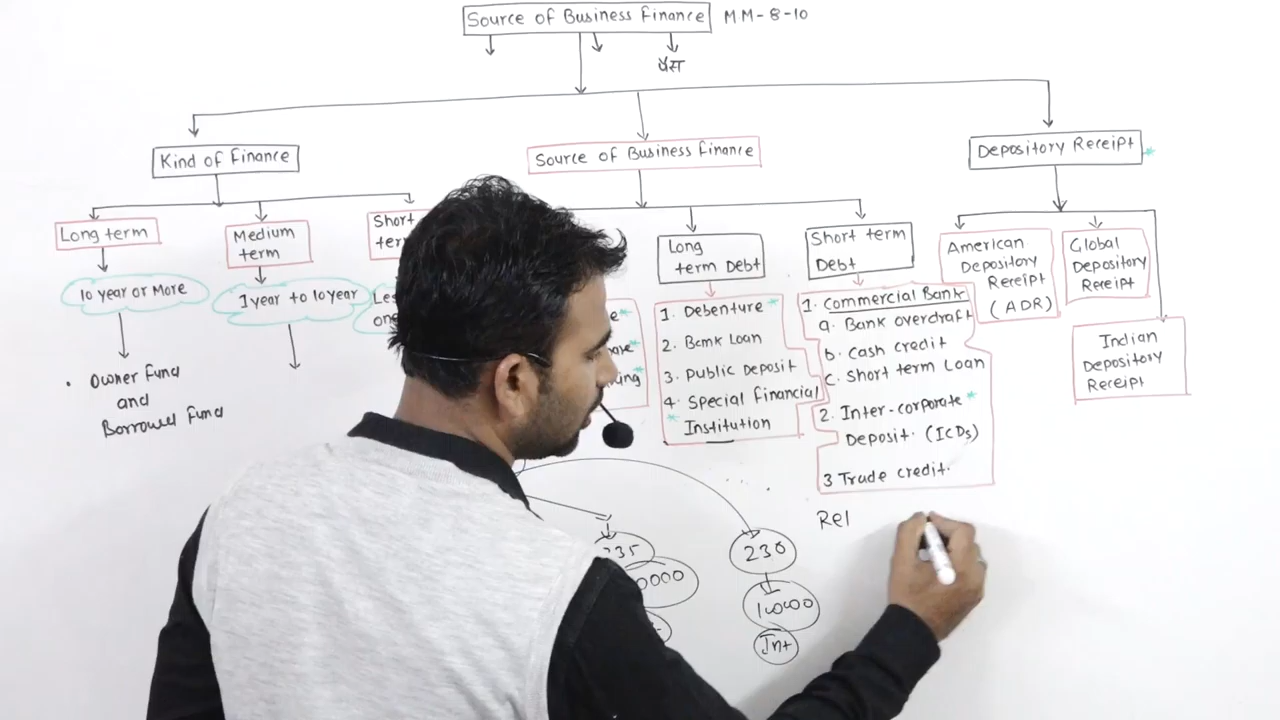 Source of Business Finance MM-8-10
पैसा
Kind of Finance
Source of Business Finance
Depository Receipt *
Long term
Medium
term
Short
10 year or More
1 year to 10 year
Owner Fund
and
Borrowed Fund
Long
term Debt
1. Debenture *
2. Bank Loan
3. Public Deposit
4. Special Financial
* Institution
Short term
Debt
1. Commercial Bank
a. Bank overdraft
b. Cash credit
c. Short term Loan
2. Inter-corporate *
Deposit. (ICDs)
3 Trade credit.
Rel
American
Depository
Receipt
(ADR)
Global
Depository
Receipt
Indian
Depository
Receipt
235
0000
230
10000
Int